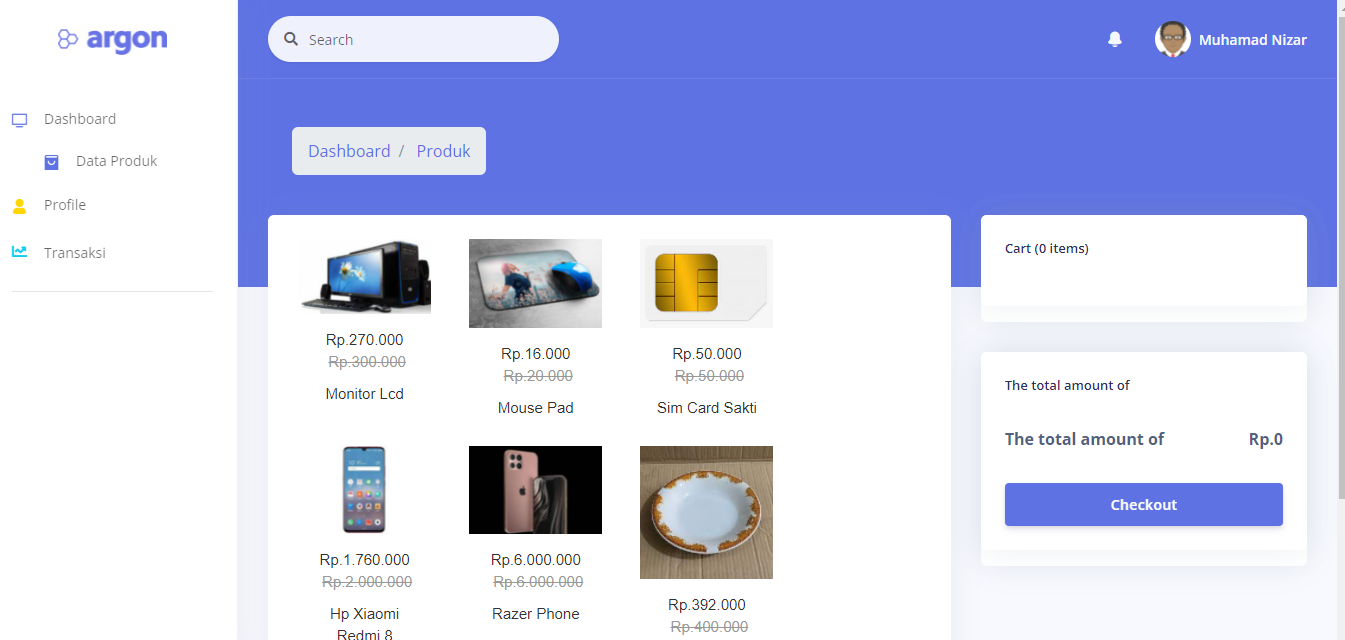 argon
Search
Muhamad Nizar
Dashboard
Data Produk
Profile
Transaksi
Dashboard / Produk
Rp.270.000
Rp.300.000
Monitor Lcd
Rp.16.000
Rp.20.000
Mouse Pad
Rp.50.000
Rp.50.000
Sim Card Sakti
Rp.1.760.000
Rp.2.000.000
Hp Xiaomi
Redmi 8
Rp.6.000.000
Rp.6.000.000
Razer Phone
Rp.392.000
Rp.400.000
Cart (0 items)
The total amount of
The total amount of Rp.0
Checkout